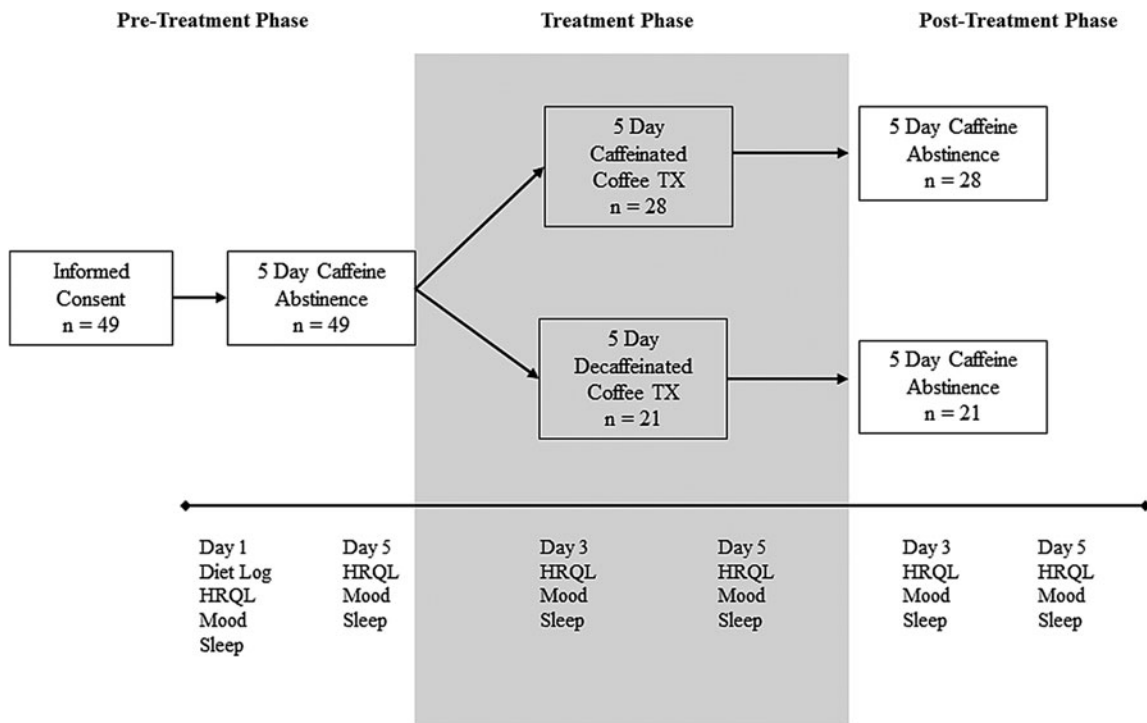 Pre-Treatment Phase
Treatment Phase
Post-Treatment Phase
Informed
Consent
n = 49
5 Day Caffeine
Abstinence
n = 49
5 Day
Caffeinated
Coffee TX
n = 28
5 Day Caffeine
Abstinence
n = 28
5 Day
Decaffeinated
Coffee TX
n = 21
5 Day Caffeine
Abstinence
n = 21
Day 1
Diet Log
HRQL
Mood
Sleep
Day 5
HRQL
Mood
Sleep
Day 3
HRQL
Mood
Sleep
Day 5
HRQL
Mood
Sleep
Day 3
HRQL
Mood
Sleep
Day 5
HRQL
Mood
Sleep